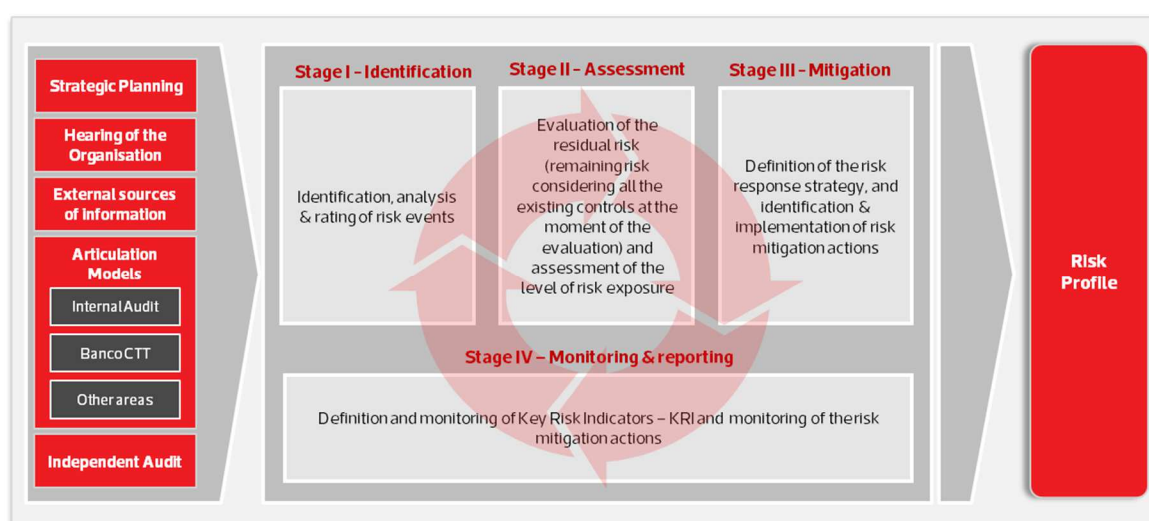 Strategic Planning
Hearing of the
Organisation
External sources
of information
Articulation
Models
Internal Audit
Banco CTT
Other areas
Independent Audit
Stage I – Identification
Identification, analysis
& rating of risk events
Stage II – Assessment
Evaluation of the
residual risk
(remaining risk
considering all the
existing controls at the
moment of the
evaluation) and
assessment of the
level of risk exposure
Stage III – Mitigation
Definition of the risk
response strategy, and
identification &
implementation of risk
mitigation actions
Stage IV – Monitoring & reporting
Definition and monitoring of Key Risk Indicators – KRI and monitoring of the risk
mitigation actions
Risk
Profile